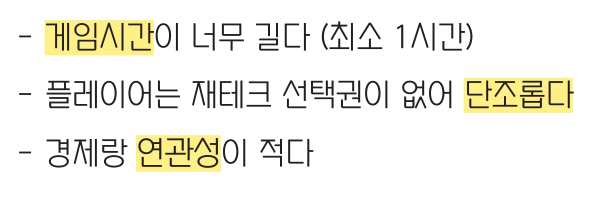 - 게임시간이 너무 길다 (최소 1시간)
- 플레이어는 재테크 선택권이 없어 단조롭다
- 경제랑 연관성이 적다